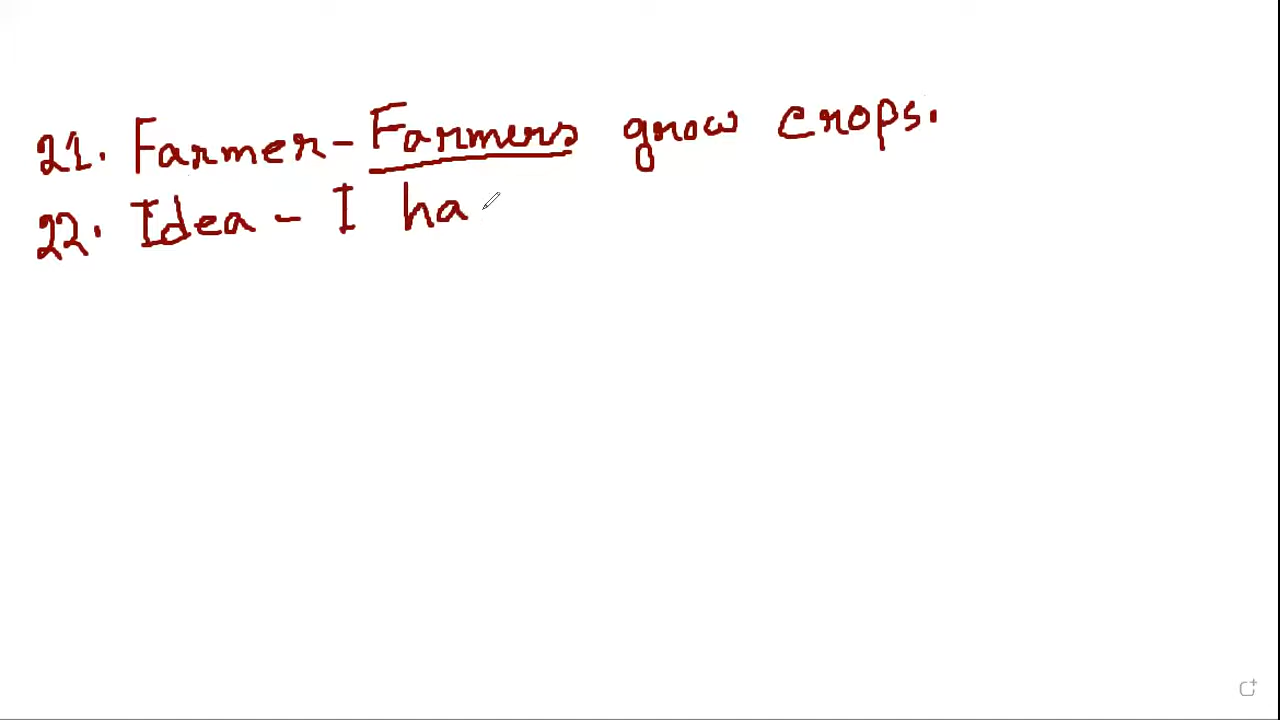 21. Farmer - Farmers grow crops.
22. Idea - I ha